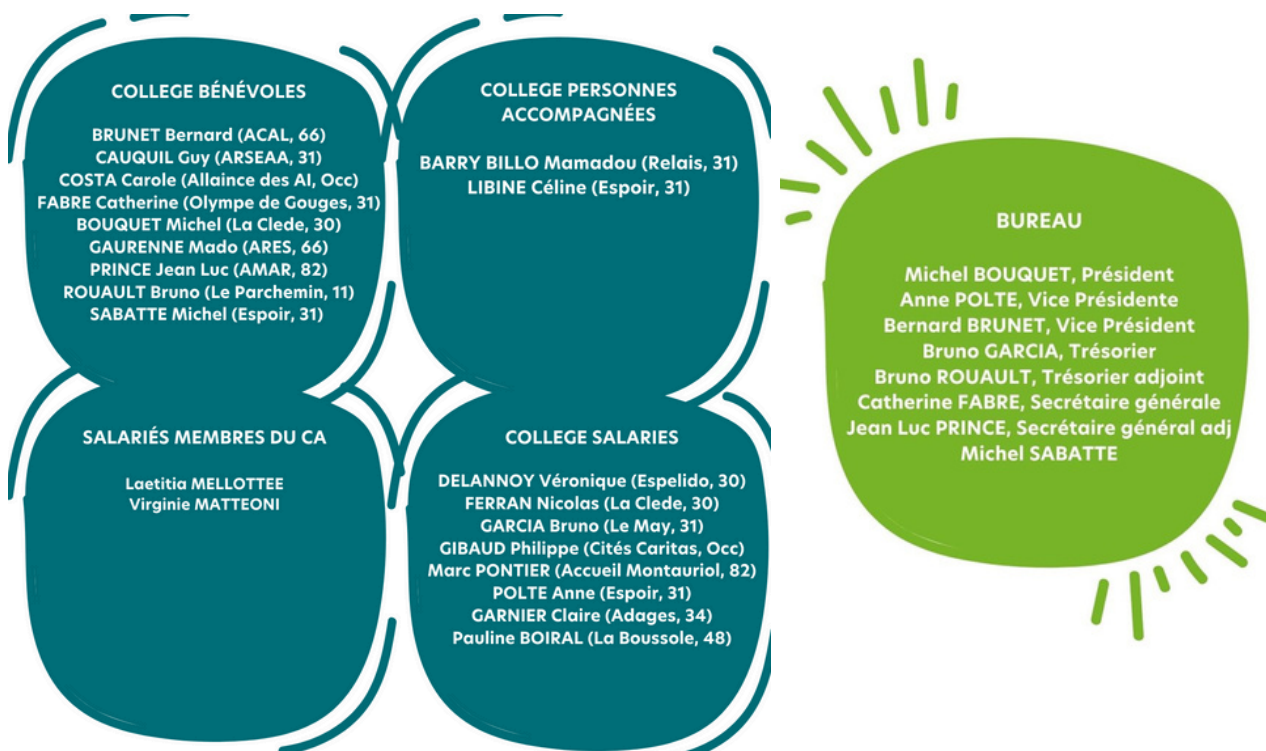 COLLEGE BÉNÉVOLES
BRUNET Bernard (ACAL, 66)
CAUQUIL Guy (ARSEAA, 31)
COSTA Carole (Allaince des AI, Occ)
FABRE Catherine (Olympe de Gouges, 31)
BOUQUET Michel (La Clede, 30)
GAURENNE Mado (ARES, 66)
PRINCE Jean Luc (AMAR, 82)
ROUAULT Bruno (Le Parchemin, 11)
SABATTE Michel (Espoir, 31)
COLLEGE PERSONNES
ACCOMPAGNÉES
BARRY BILLO Mamadou (Relais, 31)
LIBINE Céline (Espoir, 31)
SALARIÉS MEMBRES DU CA
Laetitia MELLOTTEE
Virginie MATTEONI
COLLEGE SALARIES
DELANNOY Véronique (Espelido, 30)
FERRAN Nicolas (La Clede, 30)
GARCIA Bruno (Le May, 31)
GIBAUD Philippe (Cités Caritas, Occ)
Marc PONTIER (Accueil Montauriol, 82)
POLTE Anne (Espoir, 31)
GARNIER Claire (Adages, 34)
Pauline BOIRAL (La Boussole, 48)
BUREAU
Michel BOUQUET, Président
Anne POLTE, Vice Présidente
Bernard BRUNET, Vice Président
Bruno GARCIA, Trésorier
Bruno ROUAULT, Trésorier adjoint
Catherine FABRE, Secrétaire générale
Jean Luc PRINCE, Secrétaire général adj
Michel SABATTE